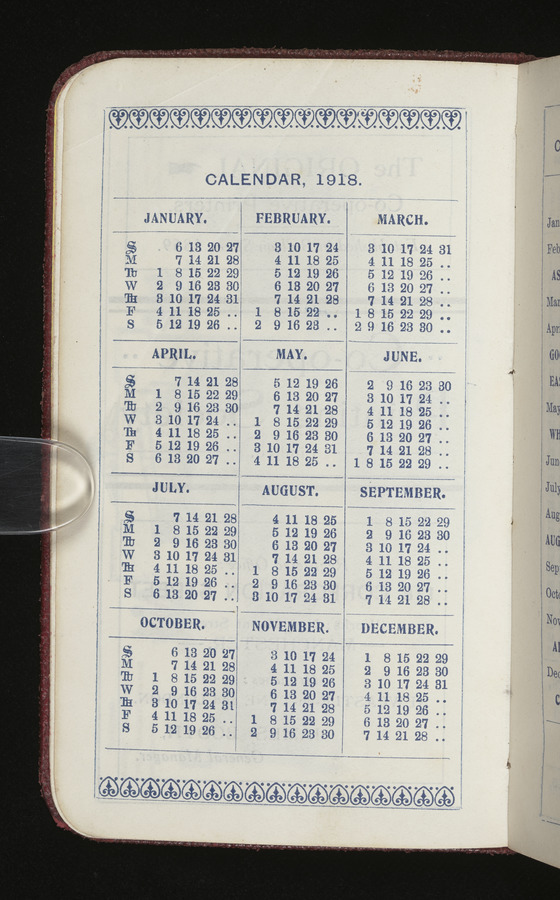 CALENDAR, 1918.
JANUARY. FEBRUARY. MARCH.
S 6 13 20 27 3 10 17 24 3 10 17 24 31
M 7 14 21 28 4 11 18 25 4 11 18 25 ..
Tu 1 8 15 22 29 5 12 19 26 5 12 19 26 ..
W 2 9 16 23 30 6 13 20 27 6 13 20 27 ..
Th 3 10 17 24 31 7 14 21 28 7 14 21 28 ..
F 4 11 18 25 .. 1 8 15 22 .. 1 8 15 22 29 ..
S 5 12 19 26 .. 2 9 16 23 .. 2 9 16 23 30 ..
APRIL. MAY. JUNE.
S 7 14 21 28 5 12 19 26 2 9 16 23 30
M 1 8 15 22 29 6 13 20 27 3 10 17 24 ..
Tu 2 9 16 23 30 7 14 21 28 4 11 18 25 ..
W 3 10 17 24 .. 1 8 15 22 29 5 12 19 26 ..
Th 4 11 18 25 .. 2 9 16 23 30 6 13 20 27 ..
F 5 12 19 26 .. 3 10 17 24 31 7 14 21 28 ..
S 6 13 20 27 .. 4 11 18 25 .. 1 8 15 22 29 ..
JULY. AUGUST. SEPTEMBER.
S 7 14 21 28 4 11 18 25 1 8 15 22 29
M 1 8 15 22 29 5 12 19 26 2 9 16 23 30
Tu 2 9 16 23 30 6 13 20 27 3 10 17 24 ..
W 3 10 17 24 31 7 14 21 28 4 11 18 25 ..
Th 4 11 18 25 .. 1 8 15 22 29 5 12 19 26 ..
F 5 12 19 26 .. 2 9 16 23 30 6 13 20 27 ..
S 6 13 20 27 .. 3 10 17 24 31 7 14 21 28 ..
OCTOBER. NOVEMBER. DECEMBER.
S 6 13 20 27 3 10 17 24 1 8 15 22 29
M 7 14 21 28 4 11 18 25 2 9 16 23 30
Tu 1 8 15 22 29 5 12 19 26 3 10 17 24 31
W 2 9 16 23 30 6 13 20 27 4 11 18 25 ..
Th 3 10 17 24 31 7 14 21 28 5 12 19 26 ..
F 4 11 18 25 .. 1 8 15 22 29 6 13 20 27 ..
S 5 12 19 26 .. 2 9 16 23 30 7 14 21 28 ..
Jan
Feb
AS
Mar
Apr
GO
EA
May
WH
Jun
July
Aug
AUG
Sep
Oct
Nov
Dec